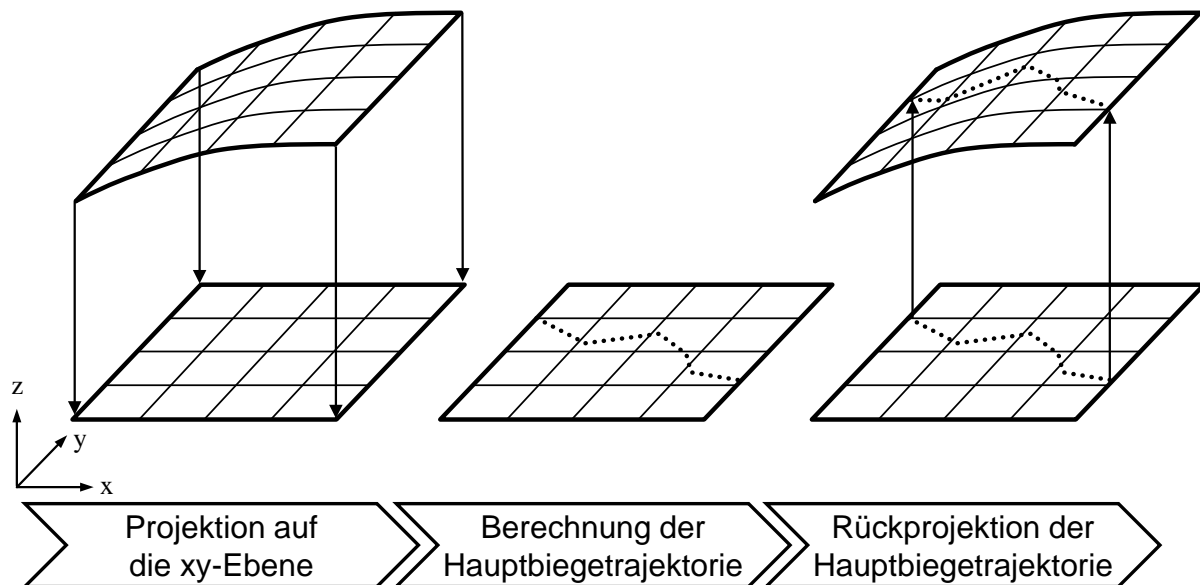 z
y
x
Projektion auf
die xy-Ebene
Berechnung der
Hauptbiegetrajektorie
Rückprojektion der
Hauptbiegetrajektorie